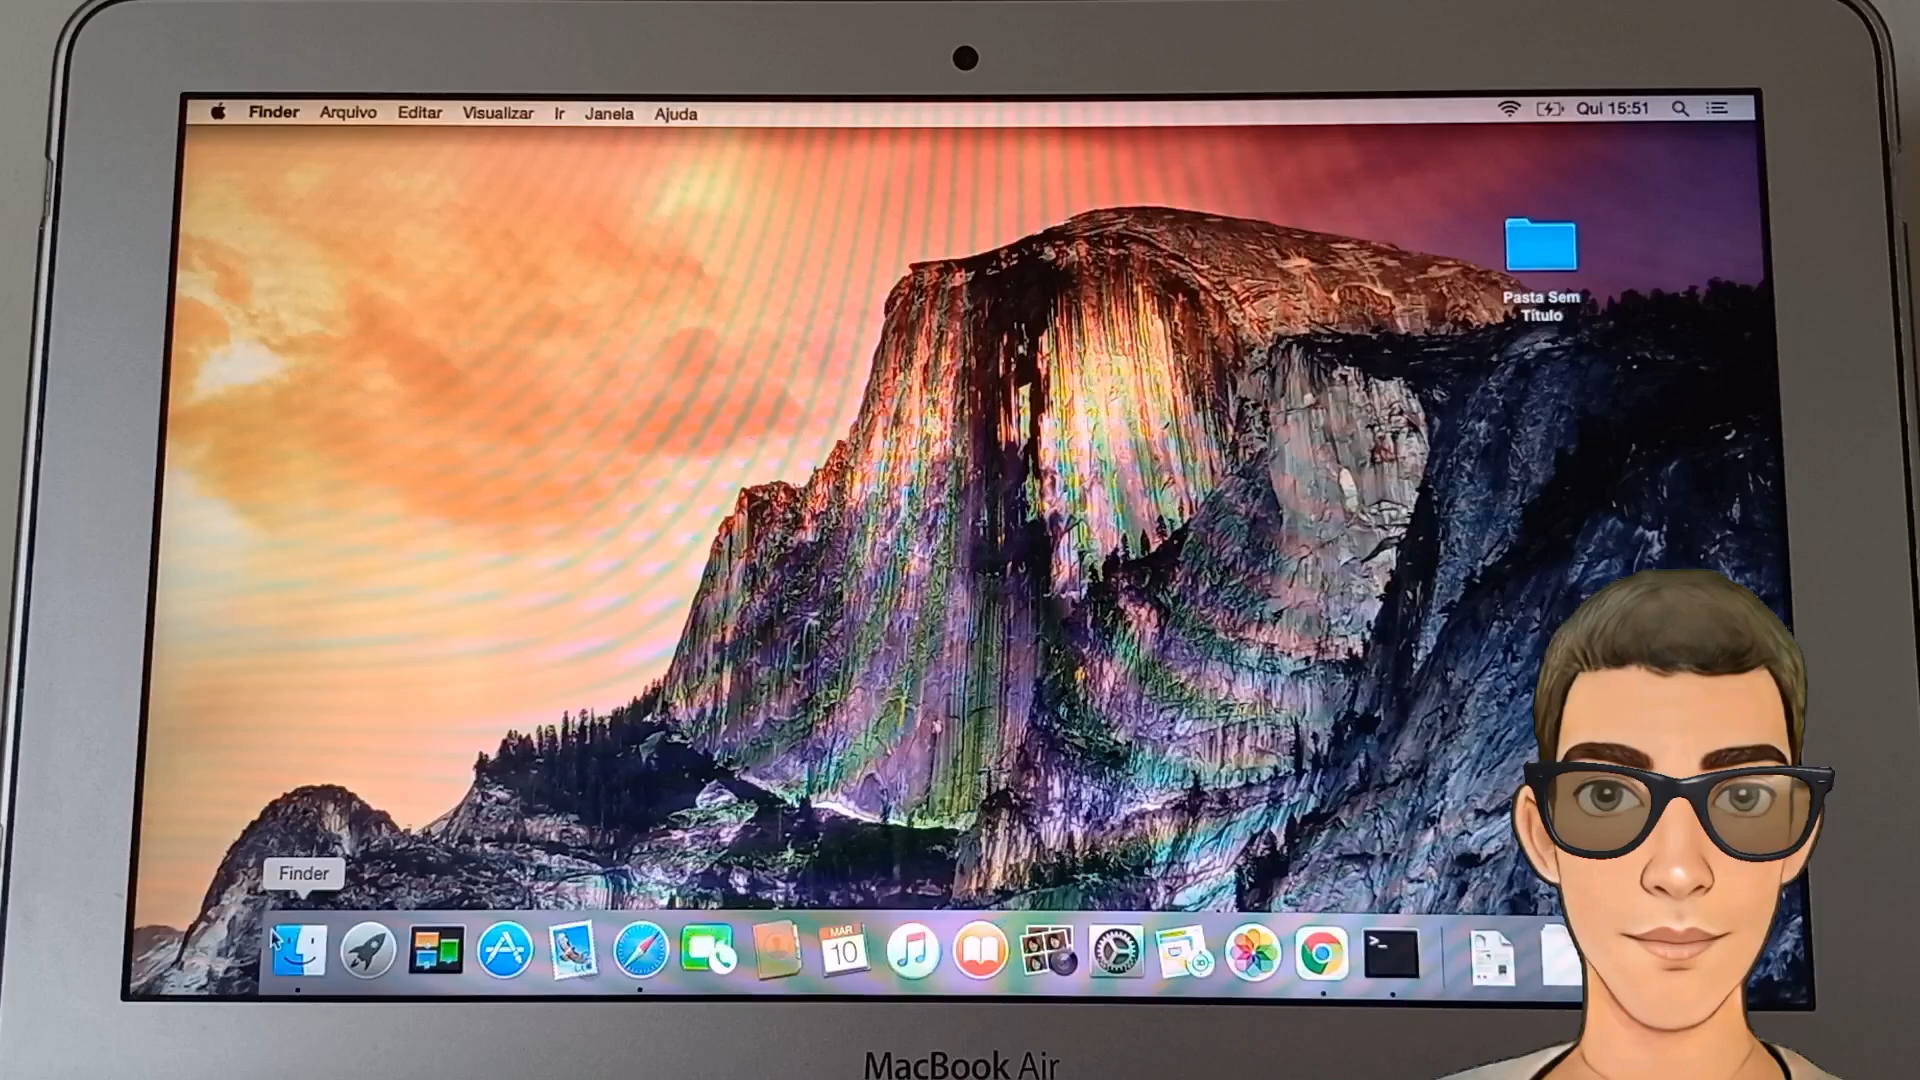 Finder Arquivo Editar Visualizar Ir Janela Ajuda
Qui 15:51
Pasta Sem
Título
Finder
MAR
10
MacBook Air